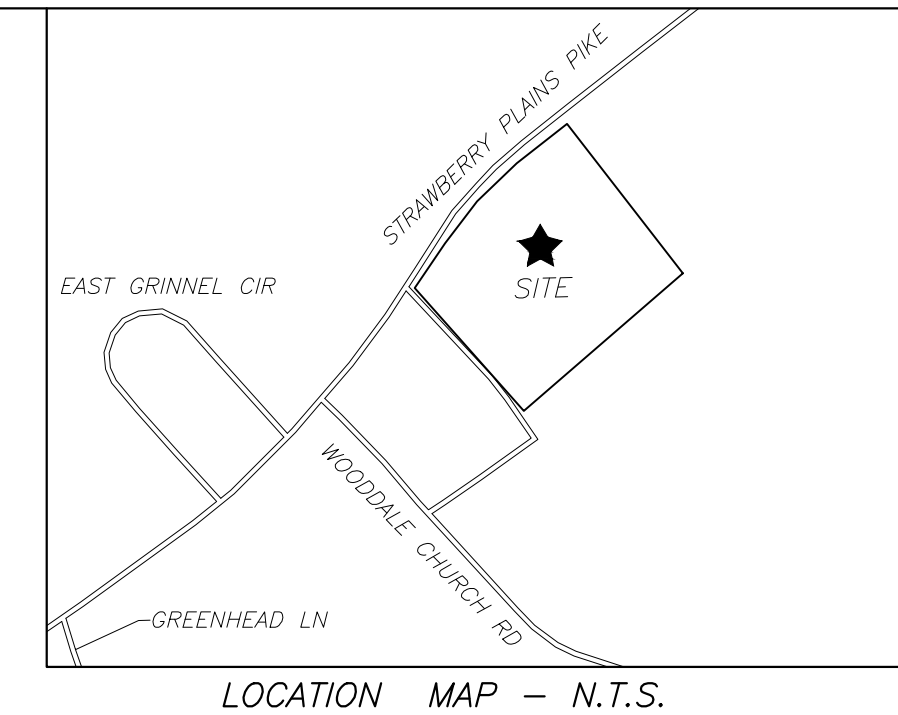 STRAWBERRY PLAINS PIKE
EAST GRINNEL CIR
SITE
WOODDALE CHURCH RD
GREENHEAD LN
LOCATION MAP – N.T.S.